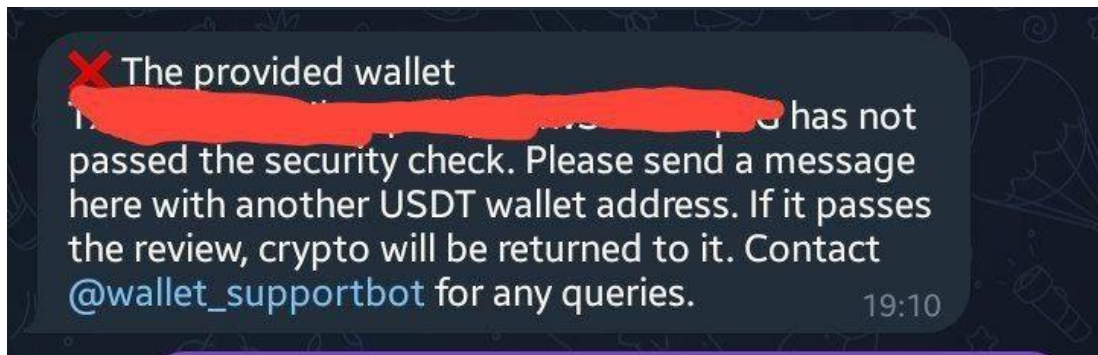 ❌ The provided wallet
has not
passed the security check. Please send a message
here with another USDT wallet address. If it passes
the review, crypto will be returned to it. Contact
@wallet_supportbot for any queries.
19:10